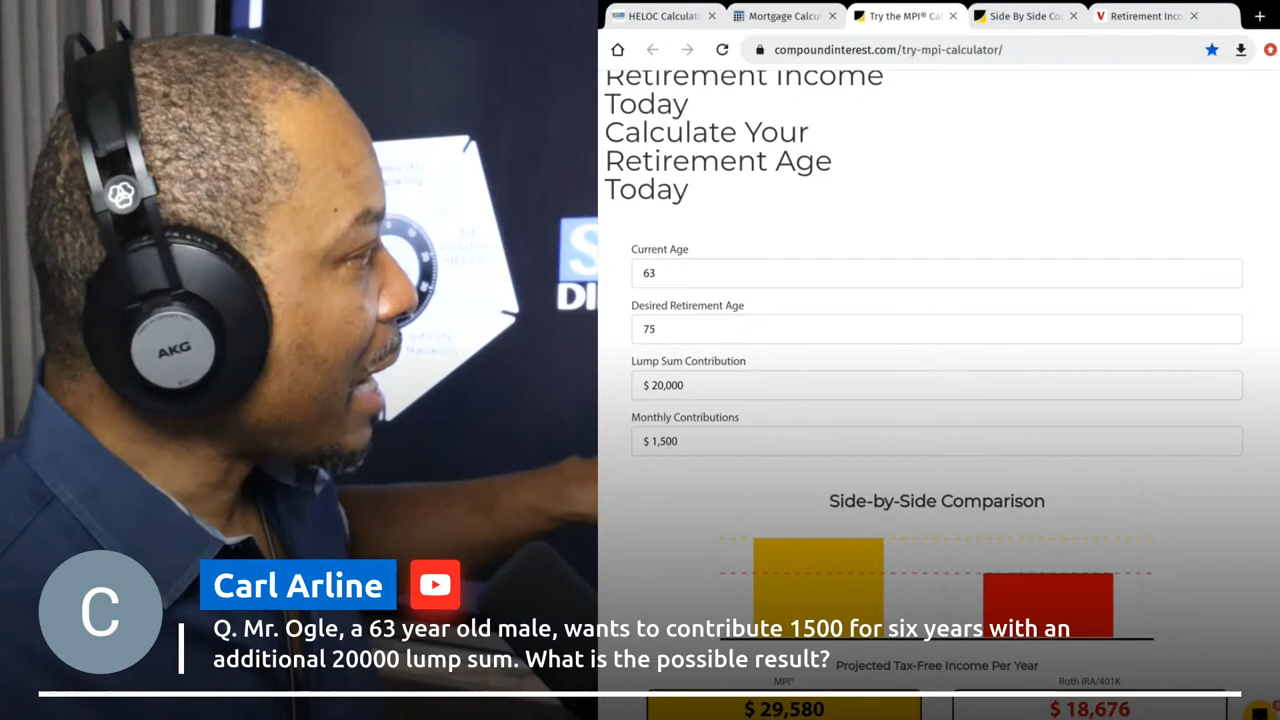 HELOC Calculat
Mortgage Calcu
Try the MPI® Ca
Side By Side Co
Retirement Inc
compoundinterest.com/try-mpi-calculator/
Retirement Income
Today
Calculate Your
Retirement Age
Today
Current Age
63
Desired Retirement Age
75
Lump Sum Contribution
$ 20,000
Monthly Contributions
$ 1,500
Side-by-Side Comparison
Projected Tax-Free Income Per Year
MPI®
Roth IRA/401K
$ 29,580
$ 18,676
AKG
C
Carl Arline
Q. Mr. Ogle, a 63 year old male, wants to contribute 1500 for six years with an
additional 20000 lump sum. What is the possible result?